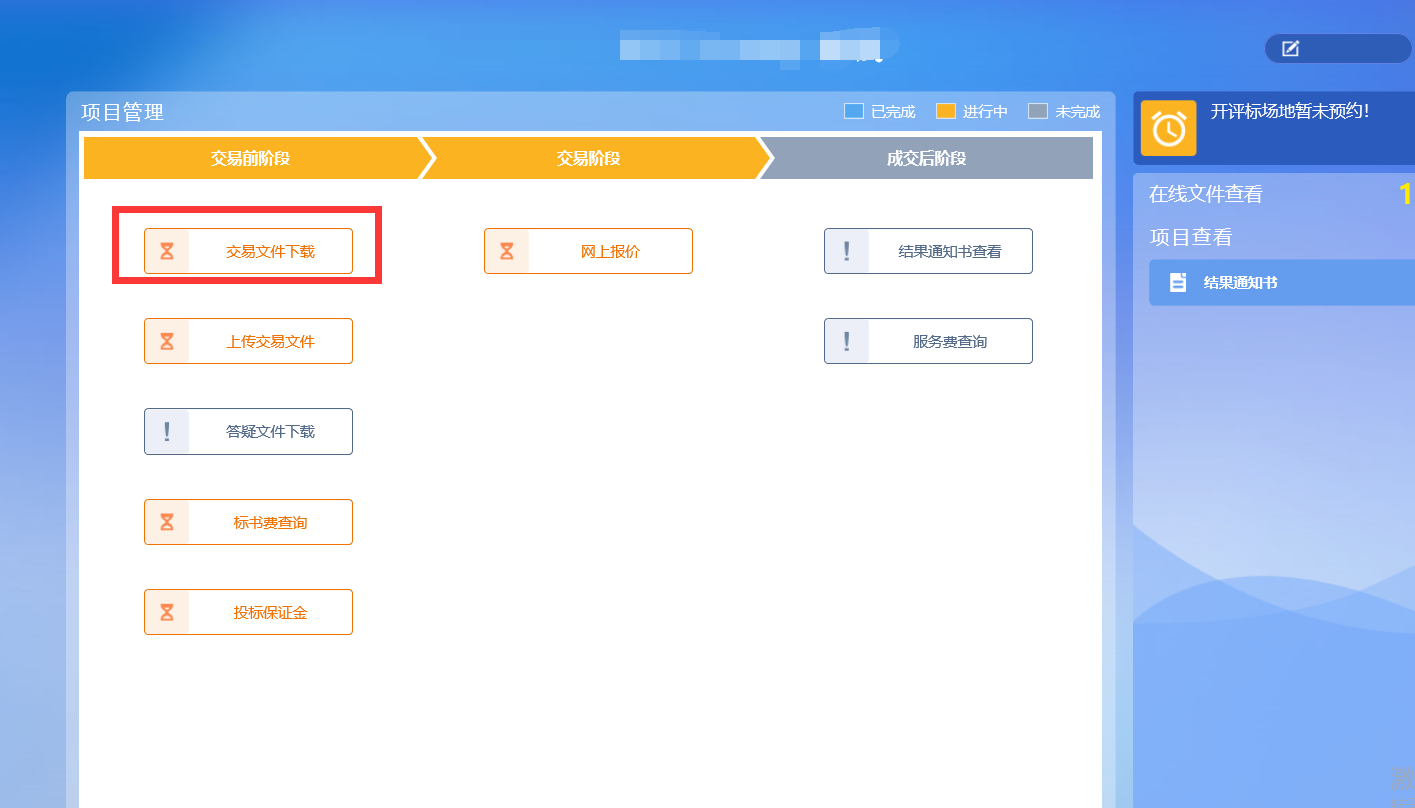 项目管理
已完成 进行中 未完成
交易前阶段 交易阶段 成交后阶段
交易文件下载 网上报价 结果通知书查看
上传交易文件 服务费查询
答疑文件下载
标书费查询
投标保证金
开评标场地暂未预约!
在线文件查看 1
项目查看
结果通知书